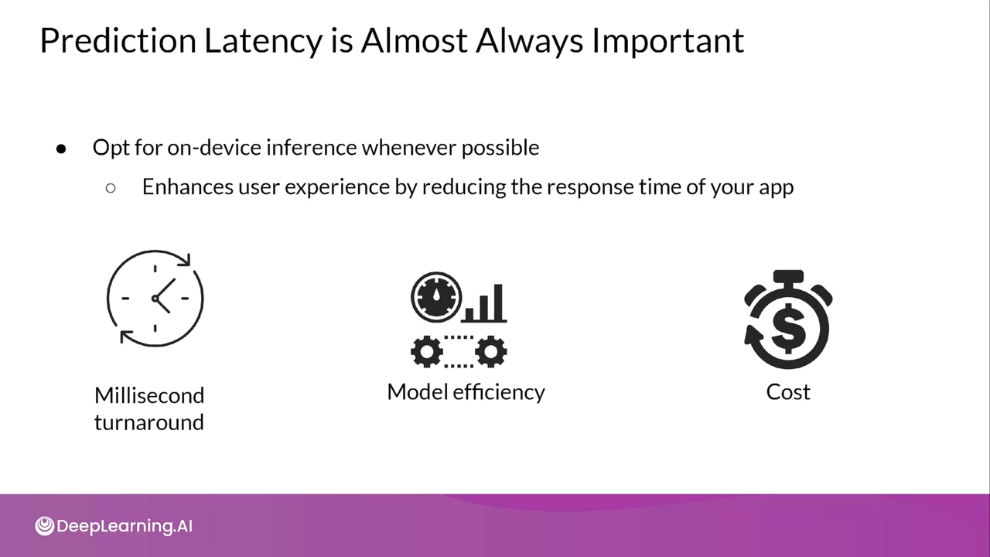 Prediction Latency is Almost Always Important
● Opt for on-device inference whenever possible
○ Enhances user experience by reducing the response time of your app
Millisecond
turnaround
Model efficiency
$
Cost
DeepLearning.AI